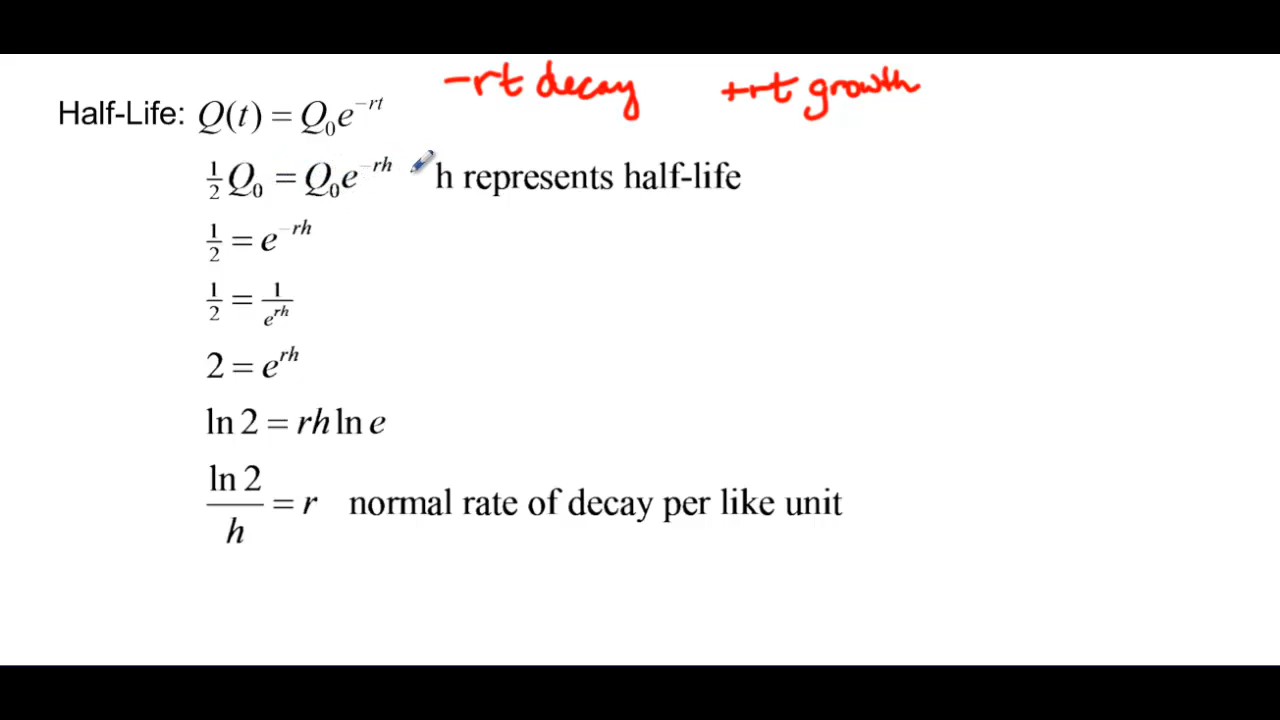 −rt decay +rt growth
Half-Life: Q(t) = Q₀e^{−rt}
½Q₀ = Q₀e^{−rh} h represents half-life
½ = e^{−rh}
½ = 1/e^{rh}
2 = e^{rh}
ln 2 = rh ln e
ln 2/h = r normal rate of decay per like unit